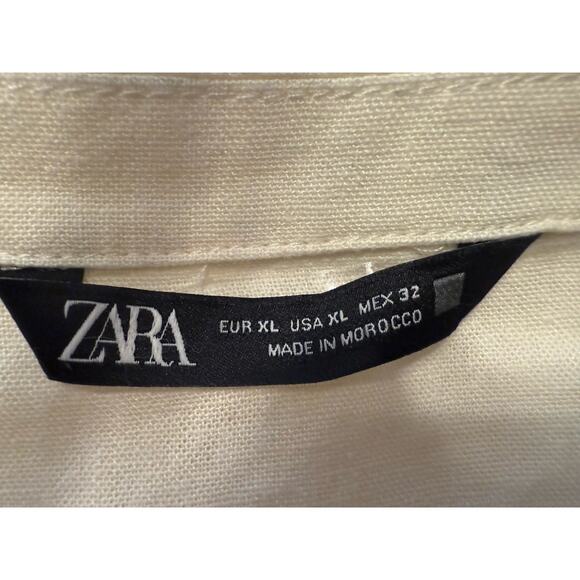 ZARA
EUR XL USA XL MEX 32
MADE IN MOROCCO